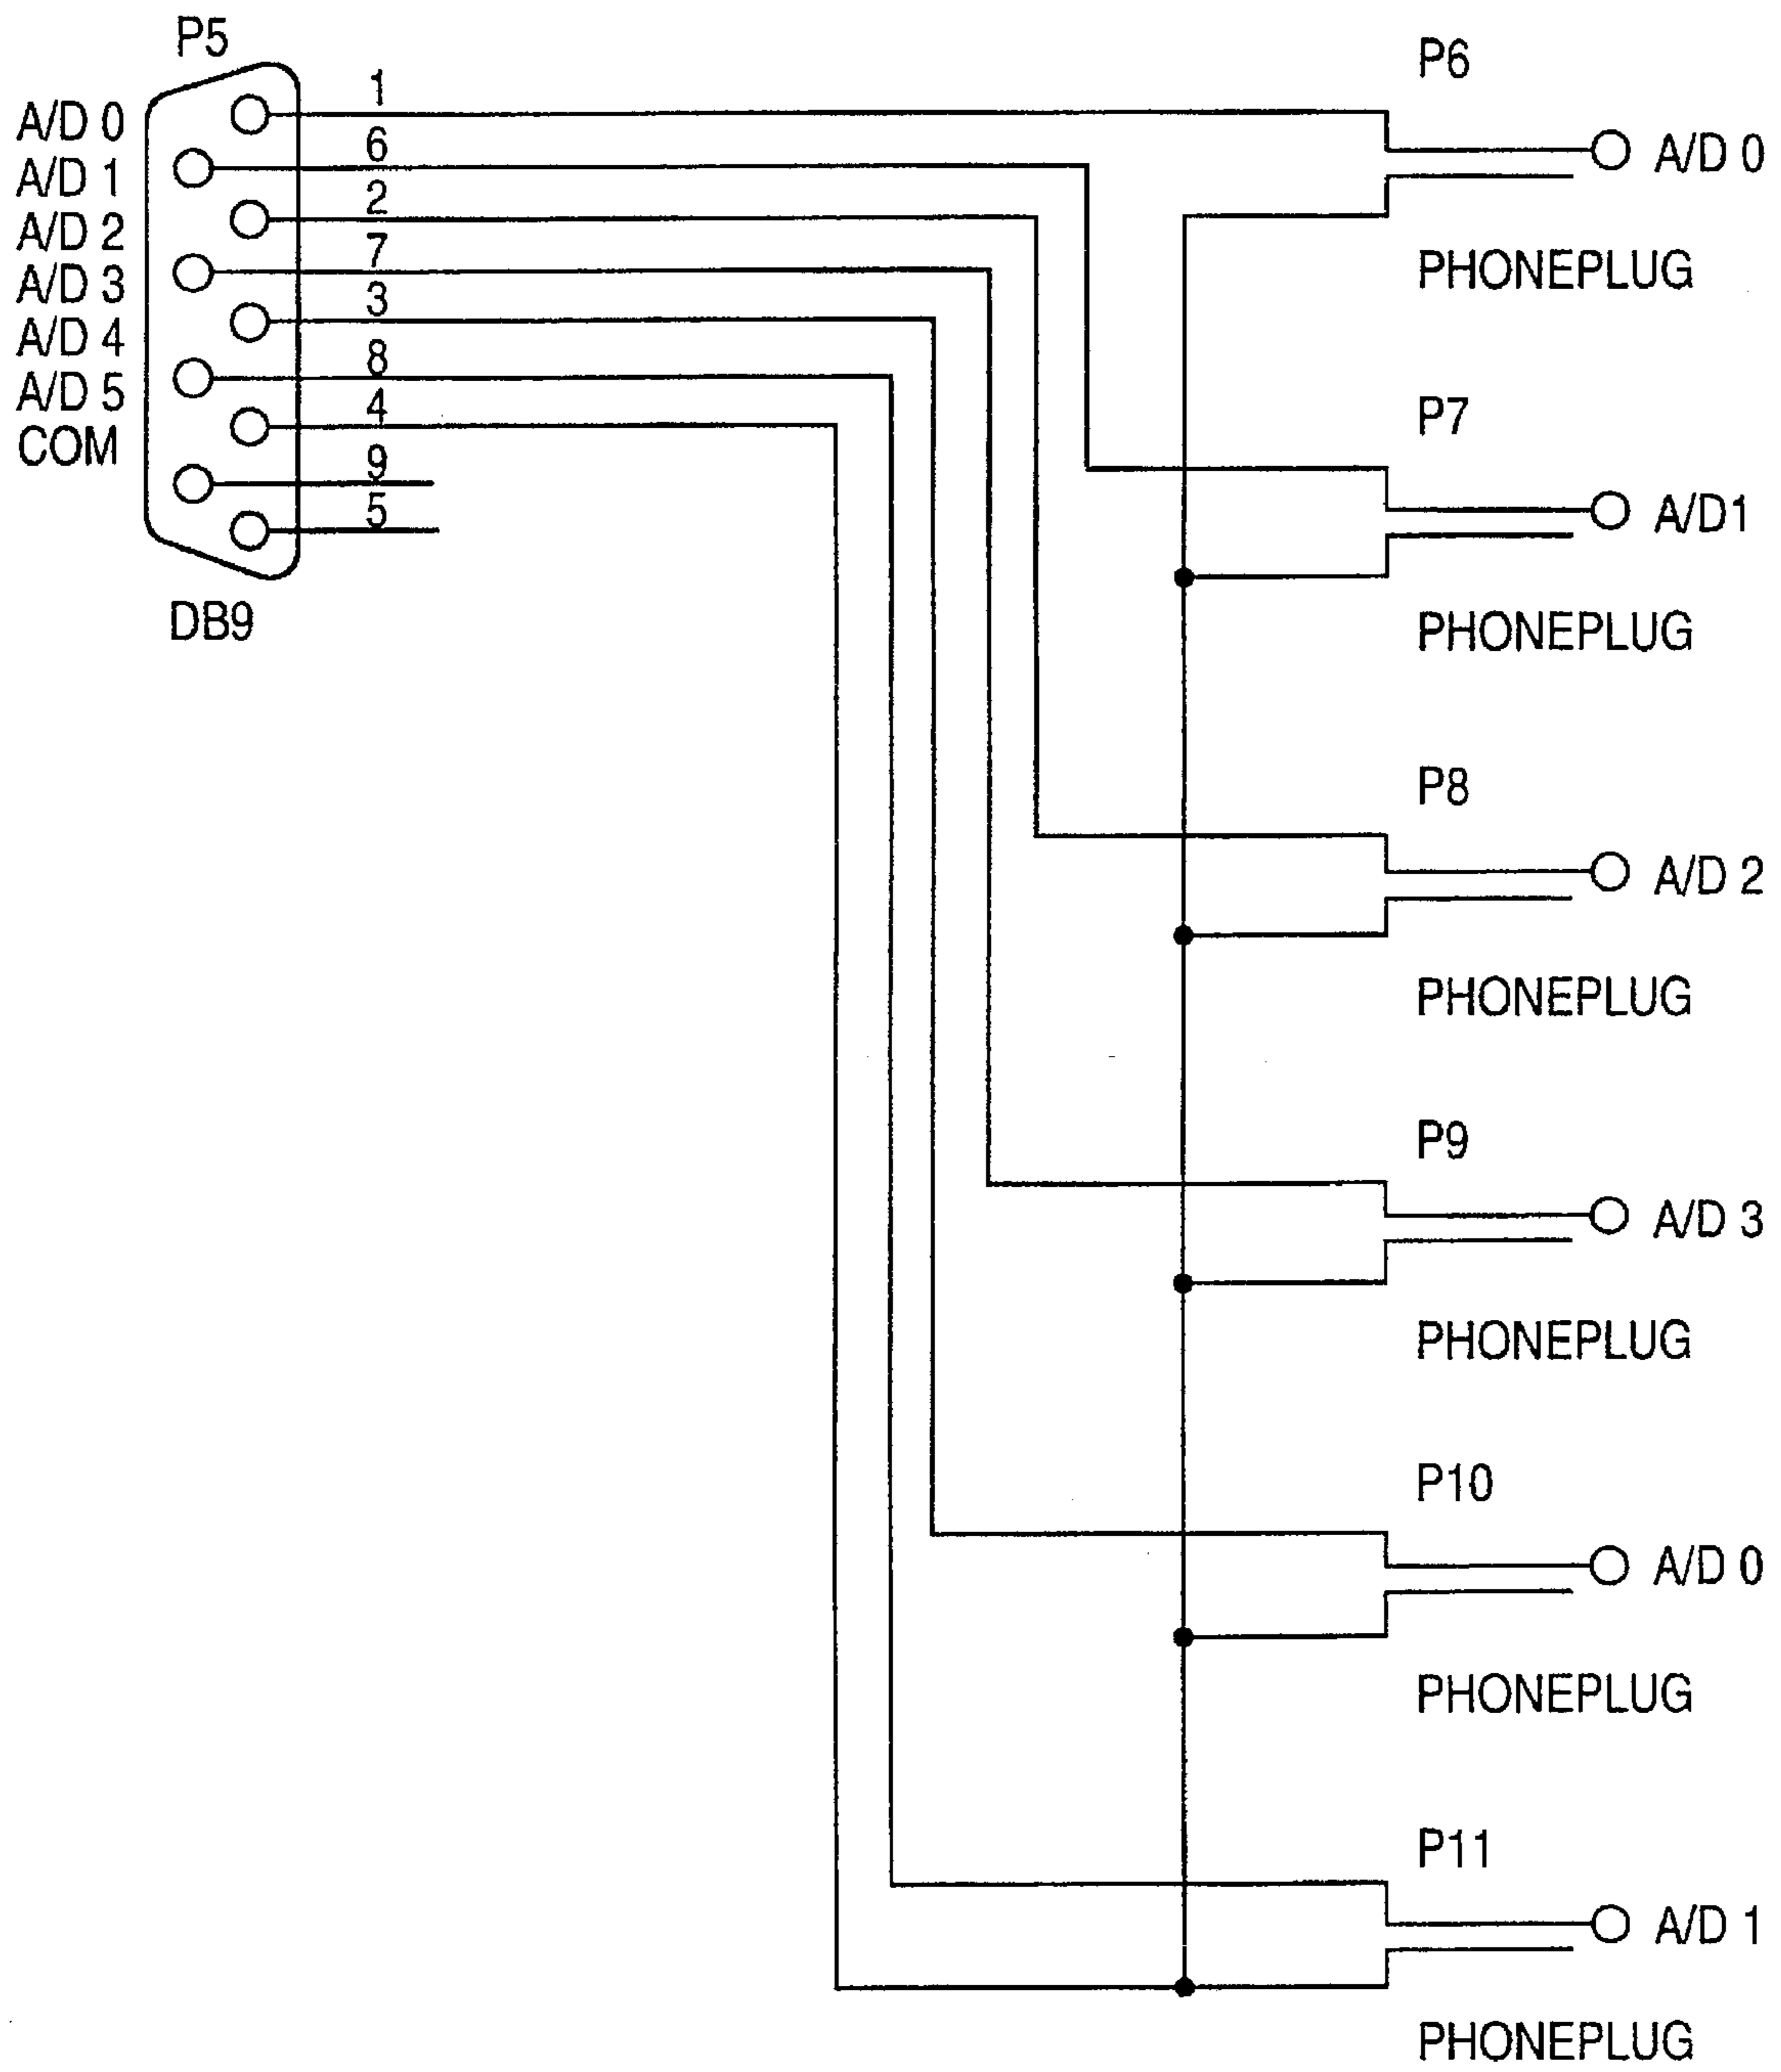 P5
A/D 0
A/D 1
A/D 2
A/D 3
A/D 4
A/D 5
COM
1
6
2
7
3
8
4
9
5
DB9
P6
A/D 0
PHONEPLUG
P7
A/D1
PHONEPLUG
P8
A/D 2
PHONEPLUG
P9
A/D 3
PHONEPLUG
P10
A/D 0
PHONEPLUG
P11
A/D 1
PHONEPLUG